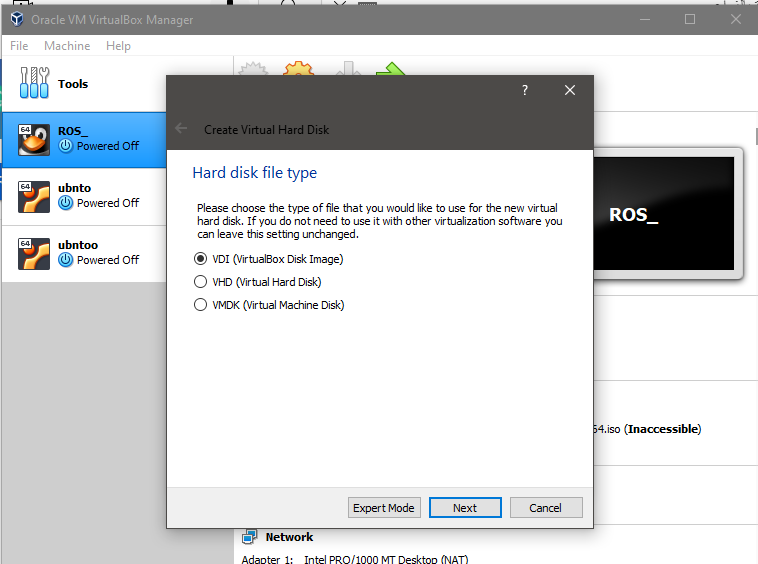 Oracle VM VirtualBox Manager
File Machine Help
Tools
64
ROS_
Powered Off
64
ubnto
Powered Off
64
ubntoo
Powered Off
?
Create Virtual Hard Disk
Hard disk file type
Please choose the type of file that you would like to use for the new virtual
hard disk. If you do not need to use it with other virtualization software you
can leave this setting unchanged.
VDI (VirtualBox Disk Image)
VHD (Virtual Hard Disk)
VMDK (Virtual Machine Disk)
Expert Mode Next Cancel
ROS_
64.iso (Inaccessible)
Network
Adapter 1: Intel PRO/1000 MT Desktop (NAT)